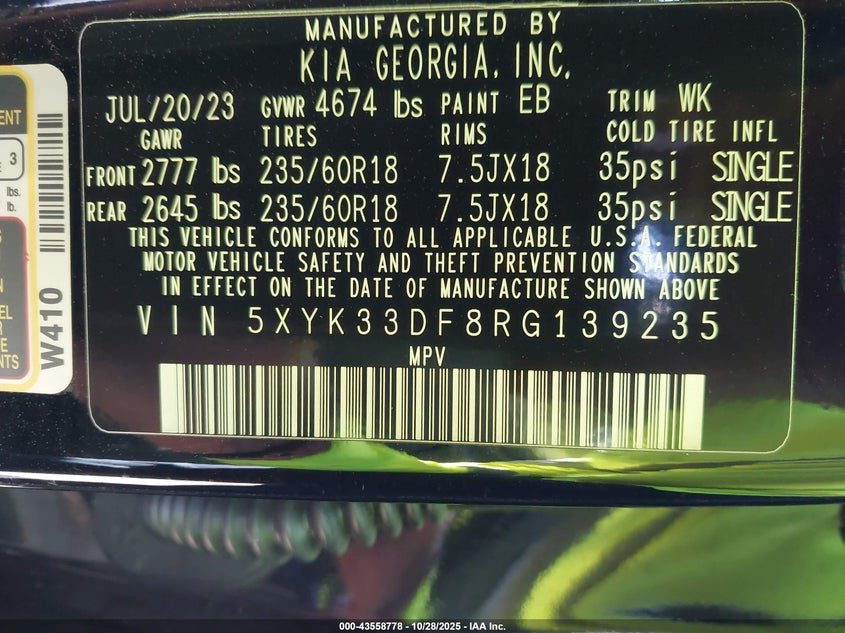 MANUFACTURED BY
KIA GEORGIA, INC.
JUL/20/23 GVWR 4674 lbs PAINT EB TRIM WK
GAWR TIRES RIMS COLD TIRE INFL
FRONT 2777 lbs 235/60R18 7.5JX18 35psi SINGLE
REAR 2645 lbs 235/60R18 7.5JX18 35psi SINGLE
THIS VEHICLE CONFORMS TO ALL APPLICABLE U.S.A. FEDERAL
MOTOR VEHICLE SAFETY AND THEFT PREVENTION STANDARDS
IN EFFECT ON THE DATE OF MANUFACTURE SHOWN ABOVE
VIN 5XYK33DF8RG139235
MPV
W410
3
lbs.
lb.
000-43558778 - 10/28/2025 - IAA Inc.